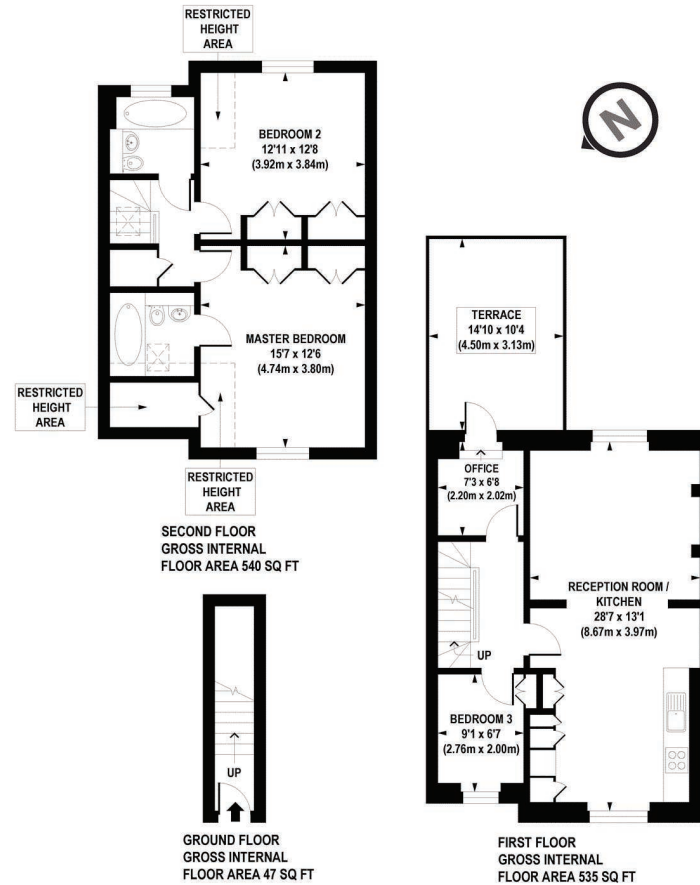 RESTRICTED
HEIGHT
AREA
BEDROOM 2
12'11 x 12'8
(3.92m x 3.84m)
N
MASTER BEDROOM
15'7 x 12'6
(4.74m x 3.80m)
RESTRICTED
HEIGHT
AREA
RESTRICTED
HEIGHT
AREA
SECOND FLOOR
GROSS INTERNAL
FLOOR AREA 540 SQ FT
TERRACE
14'10 x 10'4
(4.50m x 3.13m)
OFFICE
7'3 x 6'8
(2.20m x 2.02m)
RECEPTION ROOM /
KITCHEN
28'7 x 13'1
(8.67m x 3.97m)
UP
BEDROOM 3
9'1 x 6'7
(2.76m x 2.00m)
UP
GROUND FLOOR
GROSS INTERNAL
FLOOR AREA 47 SQ FT
FIRST FLOOR
GROSS INTERNAL
FLOOR AREA 535 SQ FT